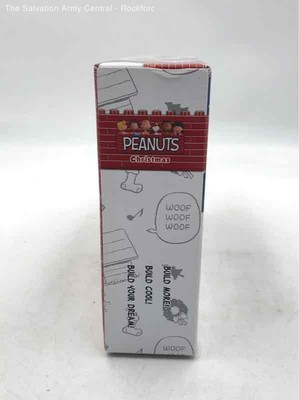 The Salvation Army Central - Rockford
PEANUTS
Christmas
WOOF
WOOF
WOOF
BUILD MORE!
BUILD COOL!
BUILD YOUR DREAM!
WOOF